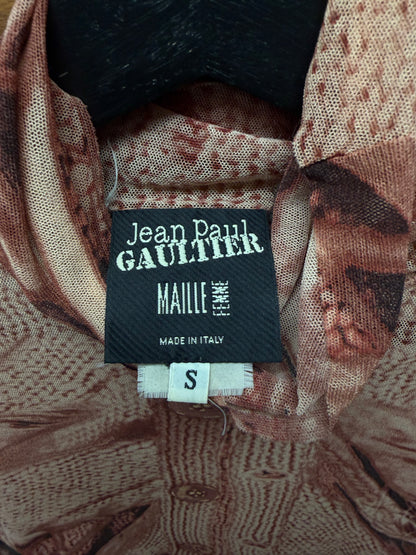 Jean Paul
GAULTIER
MAILLE FEMME
MADE IN ITALY
S